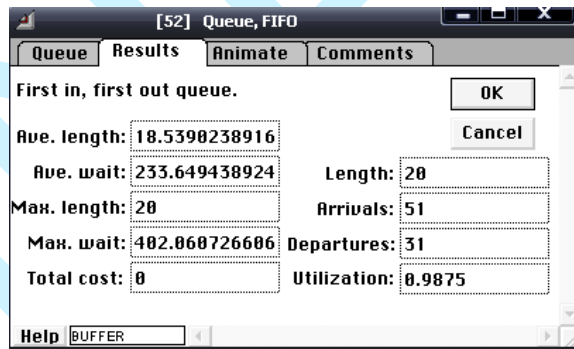 [52] Queue, FIFO
Queue Results Animate Comments
First in, first out queue.
OK
Cancel
Ave. length: 18.5390238916
Ave. wait: 233.649438924
Length: 20
Max. length: 20
Arrivals: 51
Max. wait: 402.060726606
Departures: 31
Total cost: 0
Utilization: 0.9875
Help BUFFER